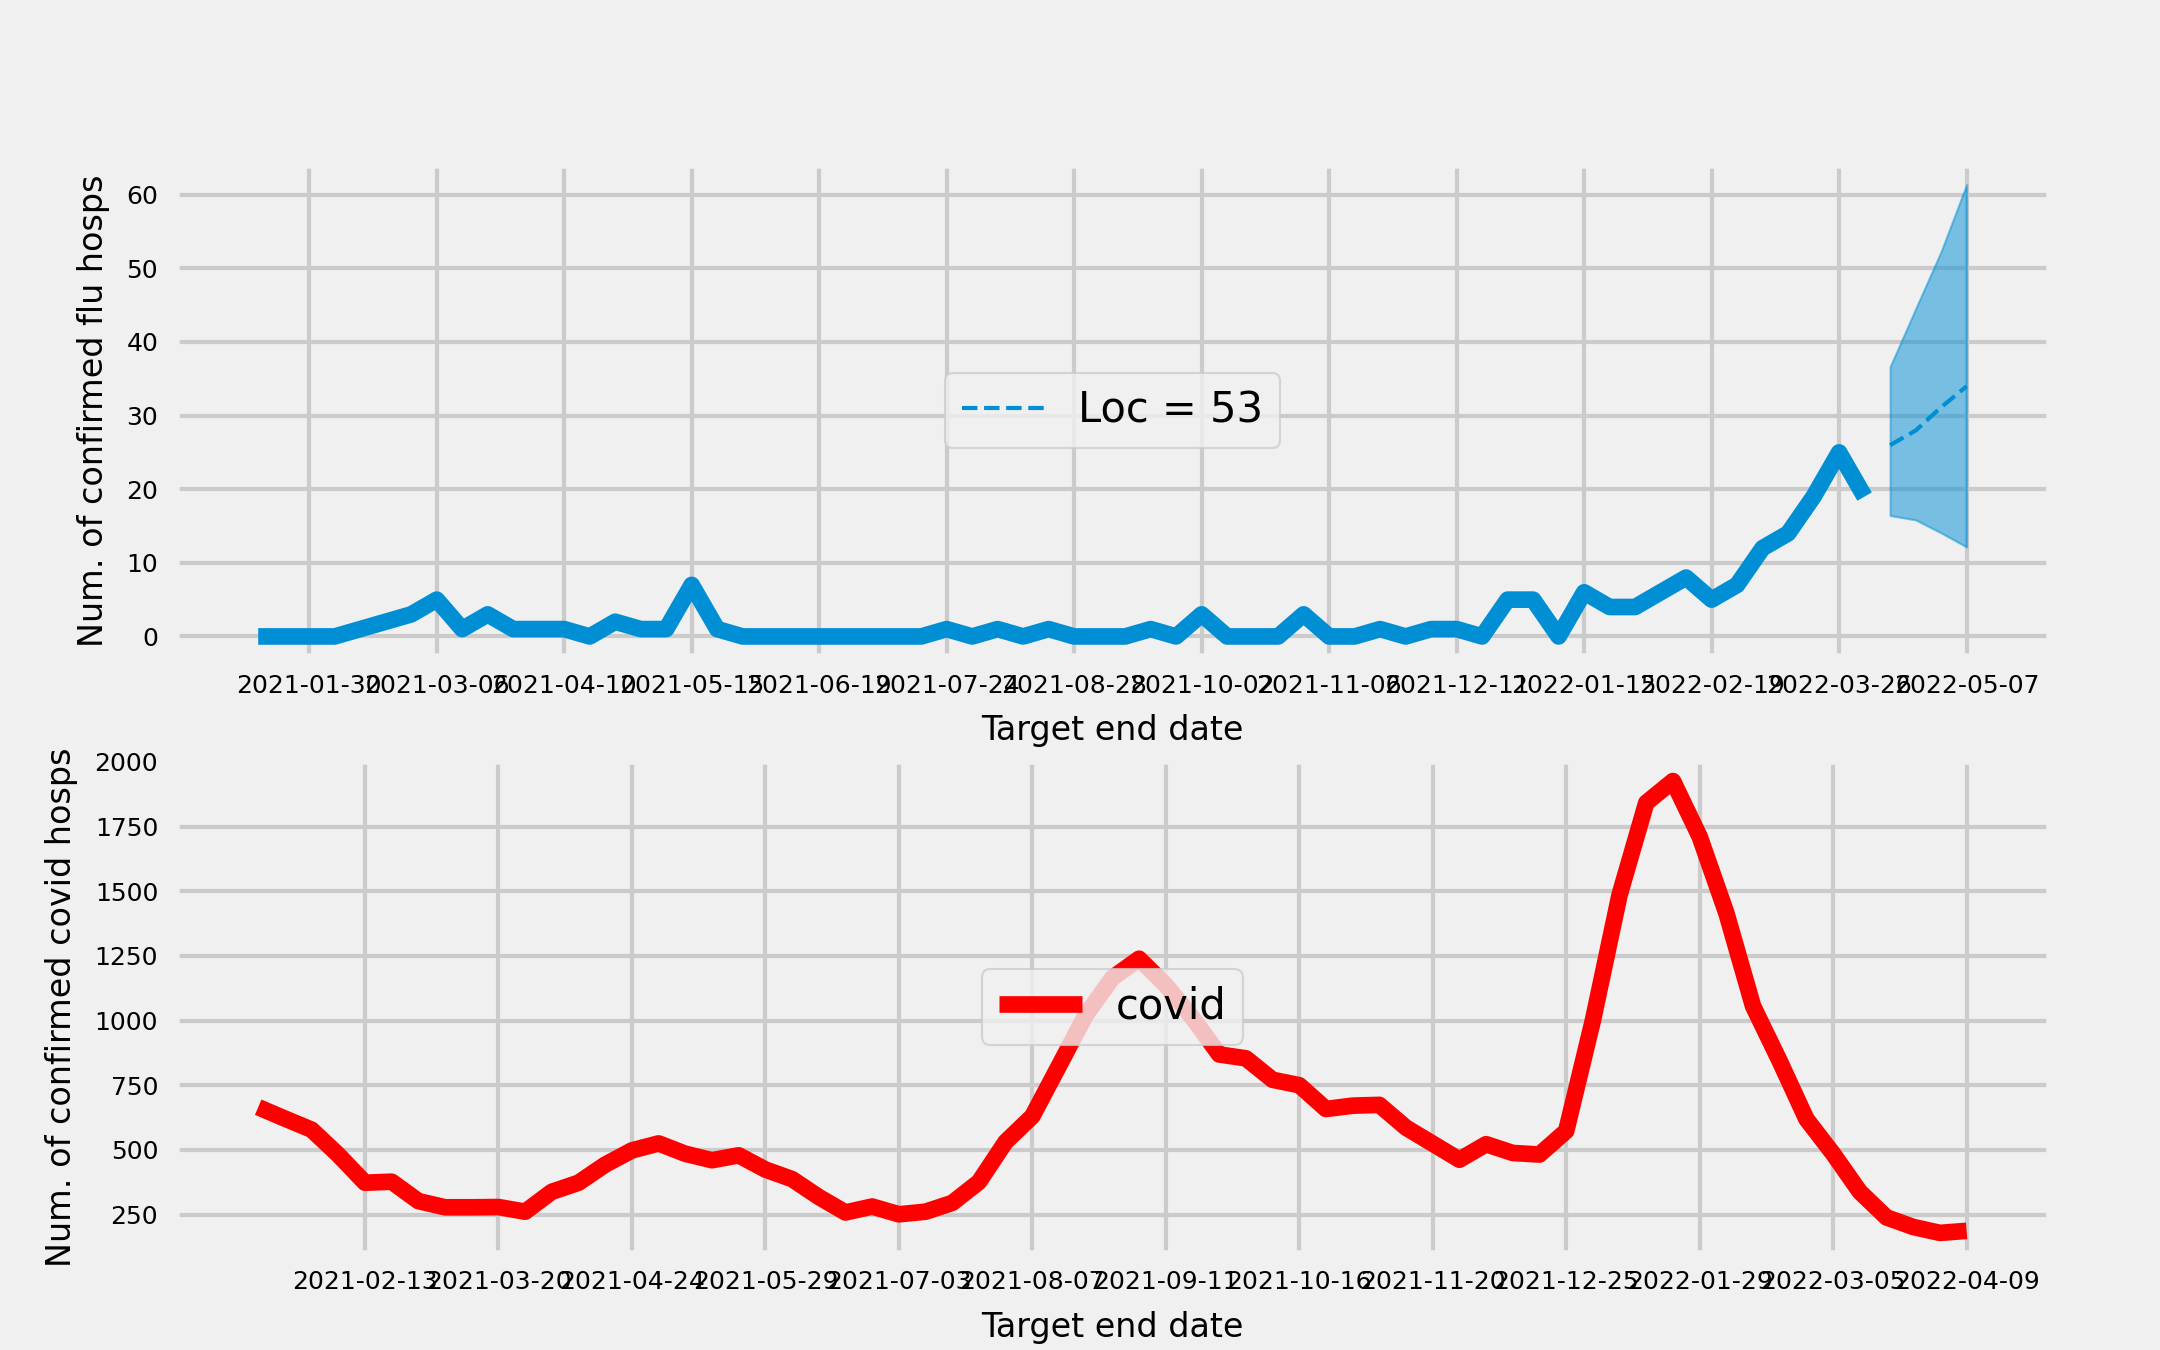 Num. of confirmed flu hosps
60
50
40
30
20
10
0
Loc = 53
2021-01-30 2021-03-06 2021-04-10 2021-05-15 2021-06-19 2021-07-24 2021-08-28 2021-10-02 2021-11-06 2021-12-11 2022-01-15 2022-02-19 2022-03-26 2022-05-07
Target end date
Num. of confirmed covid hosps
2000
1750
1500
1250
1000
750
500
250
covid
2021-02-13 2021-03-20 2021-04-24 2021-05-29 2021-07-03 2021-08-07 2021-09-11 2021-10-16 2021-11-20 2021-12-25 2022-01-29 2022-03-05 2022-04-09
Target end date